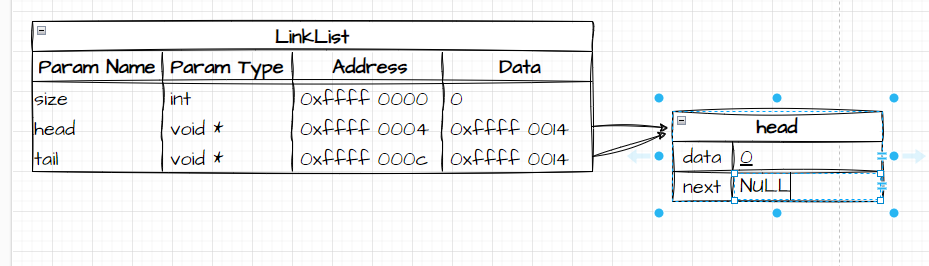 LinkList
Param Name Param Type Address Data
size int 0xffff 0000 0
head void * 0xffff 0004 0xffff 0014
tail void * 0xffff 000c 0xffff 0014
head
data 0
next NULL